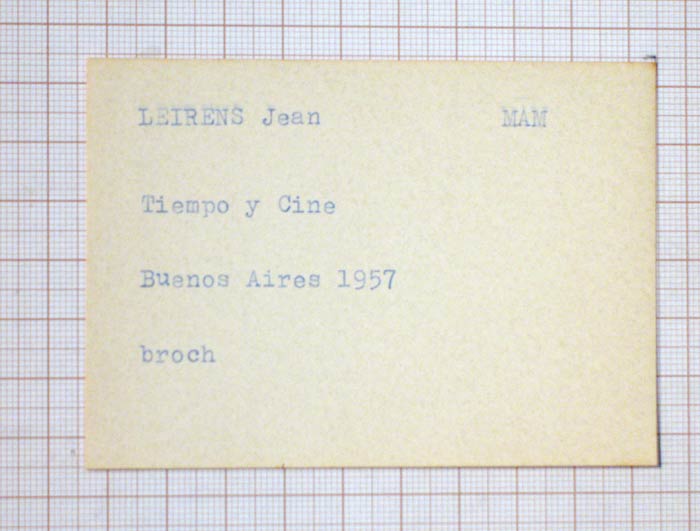 LEIRENS Jean MAM
Tiempo y Cine
Buenos Aires 1957
broch